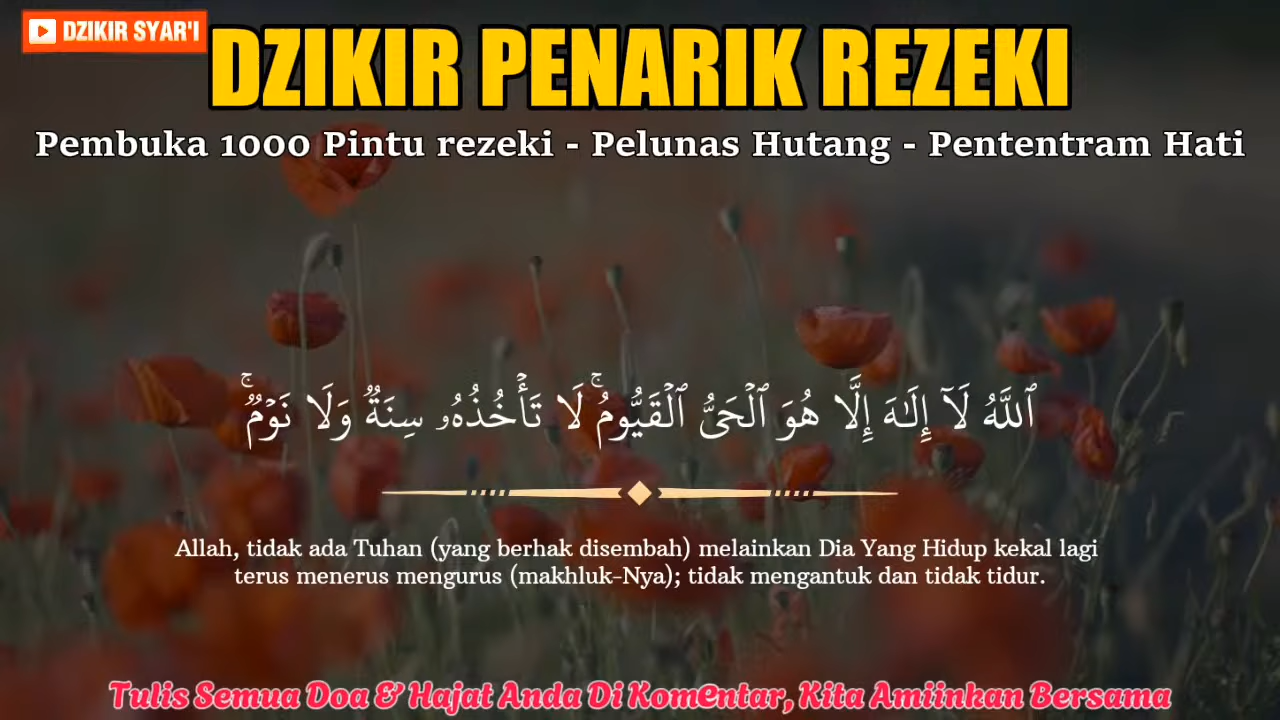 DZIKIR SYAR'I
DZIKIR PENARIK REZEKI
Pembuka 1000 Pintu rezeki - Pelunas Hutang - Pententram Hati
ٱللَّهُ لَآ إِلَٰهَ إِلَّا هُوَ ٱلْحَىُّ ٱلْقَيُّومُ ۚ لَا تَأْخُذُهُۥ سِنَةٌ وَلَا نَوْمٌ ۚ
Allah, tidak ada Tuhan (yang berhak disembah) melainkan Dia Yang Hidup kekal lagi
terus menerus mengurus (makhluk-Nya); tidak mengantuk dan tidak tidur.
Tulis Semua Doa & Hajat Anda Di Komentar, Kita Amiinkan Bersama